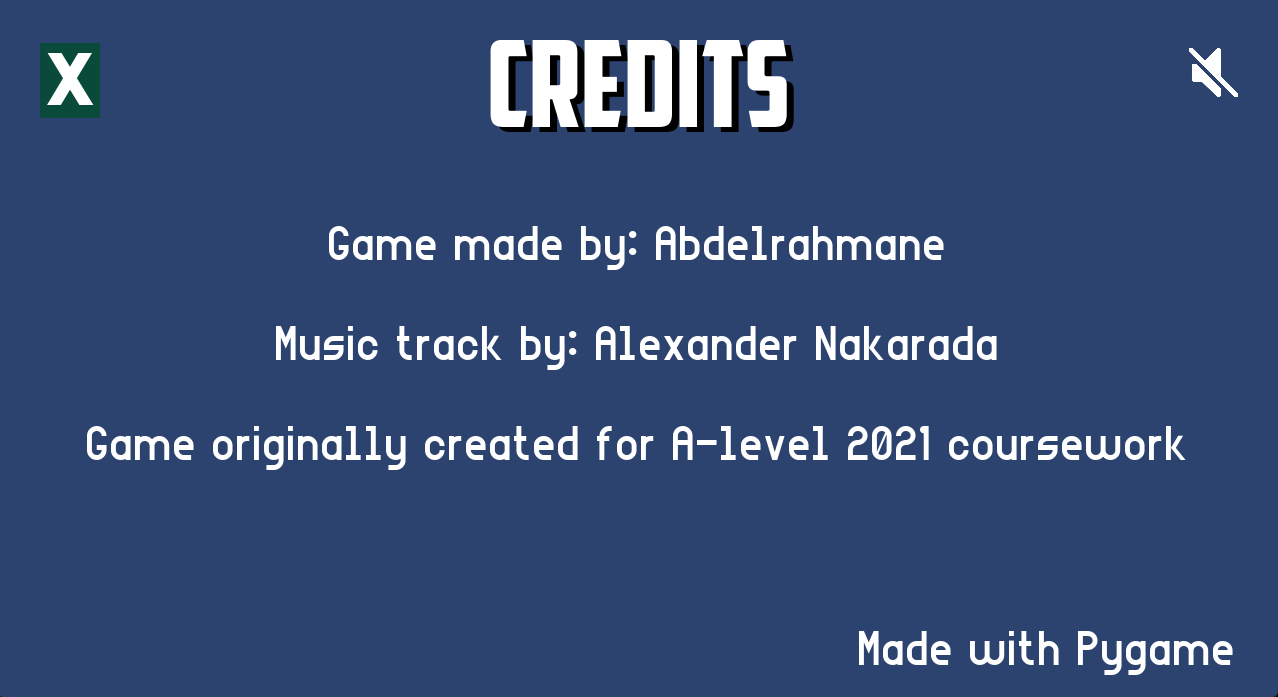 X
CREDITS
Game made by: Abdelrahmane
Music track by: Alexander Nakarada
Game originally created for A-level 2021 coursework
Made with Pygame